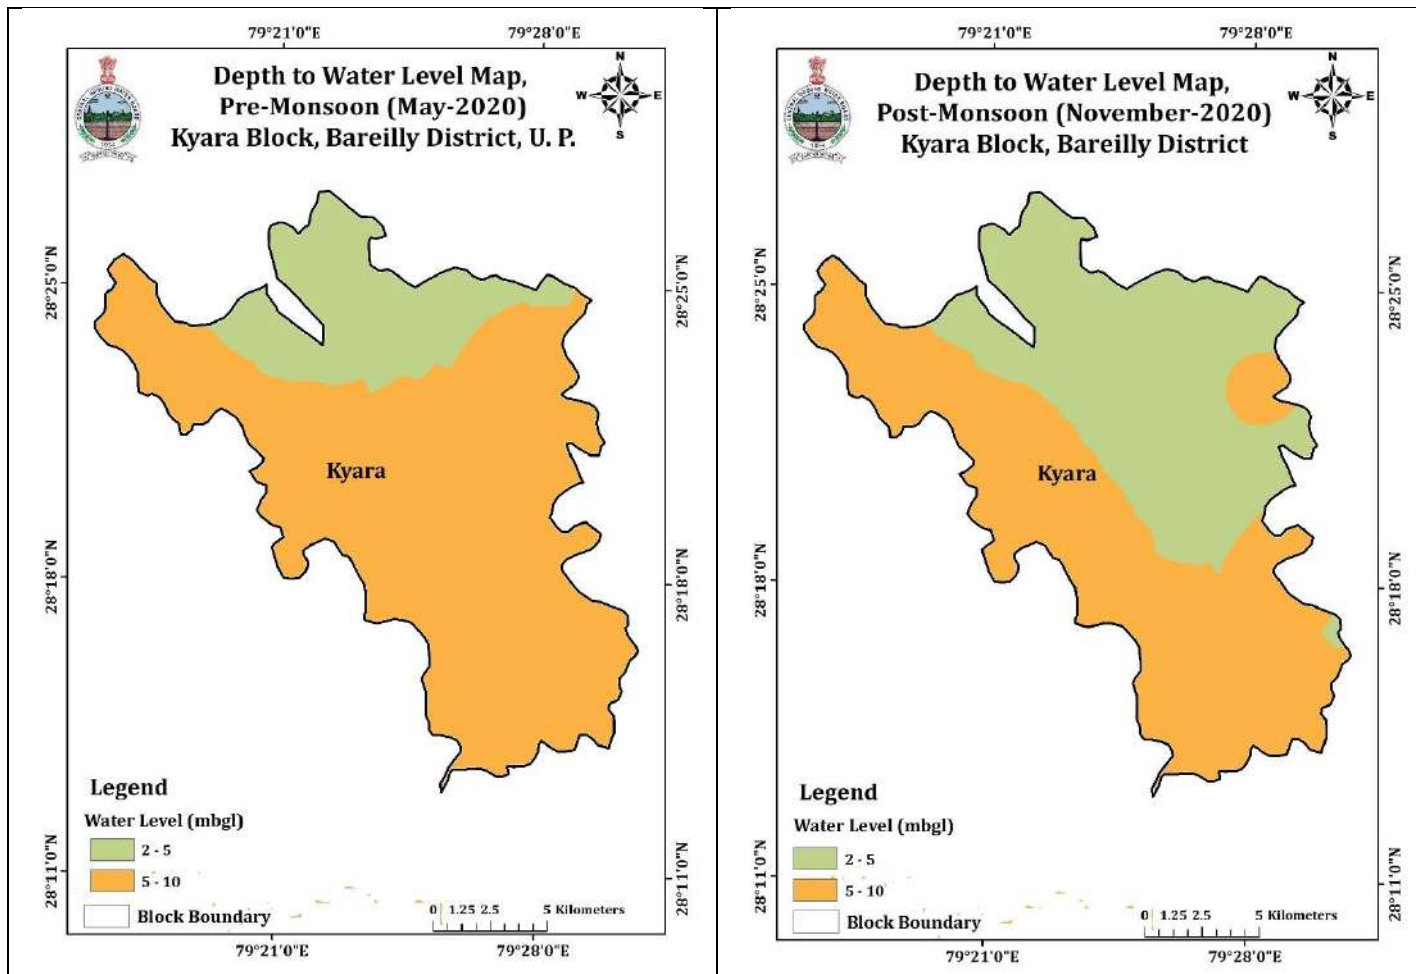 79°21'0"E
79°28'0"E
Depth to Water Level Map,
Pre-Monsoon (May-2020)
Kyara Block, Bareilly District, U. P.
N
W
E
S
1954
28°25'0"N
28°25'0"N
Kyara
28°18'0"N
28°18'0"N
Legend
Water Level (mbgl)
2 - 5
5 - 10
Block Boundary
28°11'0"N
28°11'0"N
0 1.25 2.5 5 Kilometers
79°21'0"E
79°28'0"E
79°21'0"E
79°28'0"E
Depth to Water Level Map,
Post-Monsoon (November-2020)
Kyara Block, Bareilly District
N
W
E
S
1954
28°25'0"N
28°25'0"N
Kyara
28°18'0"N
28°18'0"N
Legend
Water Level (mbgl)
2 - 5
5 - 10
Block Boundary
28°11'0"N
28°11'0"N
0 1.25 2.5 5 Kilometers
79°21'0"E
79°28'0"E